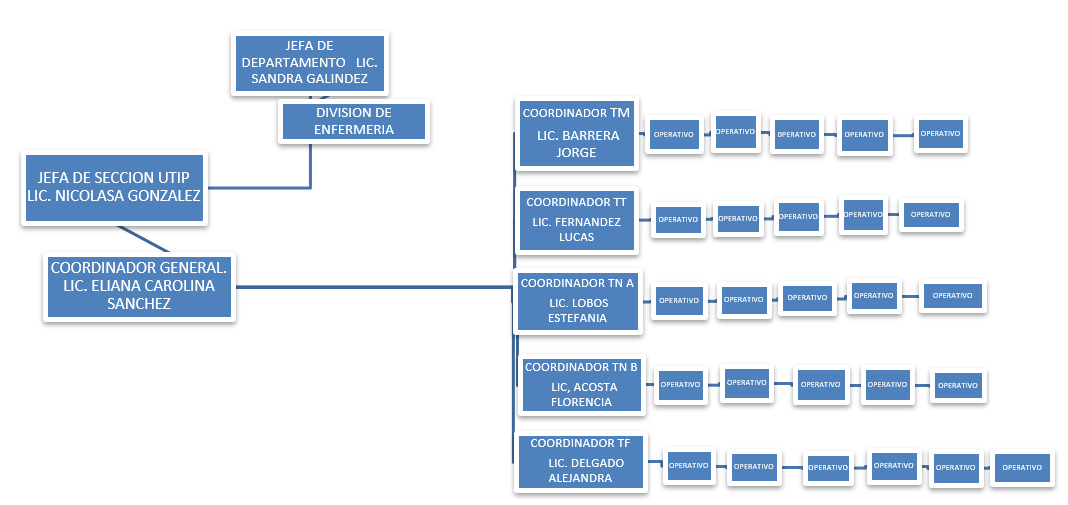 JEFA DE
DEPARTAMENTO LIC.
SANDRA GALINDEZ
DIVISION DE
ENFERMERIA
JEFA DE SECCION UTIP
LIC. NICOLASA GONZALEZ
COORDINADOR GENERAL.
LIC. ELIANA CAROLINA
SANCHEZ
COORDINADOR TM
LIC. BARRERA
JORGE
OPERATIVO
OPERATIVO
OPERATIVO
OPERATIVO
OPERATIVO
COORDINADOR TT
LIC. FERNANDEZ
LUCAS
OPERATIVO
OPERATIVO
OPERATIVO
OPERATIVO
OPERATIVO
COORDINADOR TN A
LIC. LOBOS
ESTEFANIA
OPERATIVO
OPERATIVO
OPERATIVO
OPERATIVO
OPERATIVO
COORDINADOR TN B
LIC, ACOSTA
FLORENCIA
OPERATIVO
OPERATIVO
OPERATIVO
OPERATIVO
OPERATIVO
COORDINADOR TF
LIC. DELGADO
ALEJANDRA
OPERATIVO
OPERATIVO
OPERATIVO
OPERATIVO
OPERATIVO
OPERATIVO